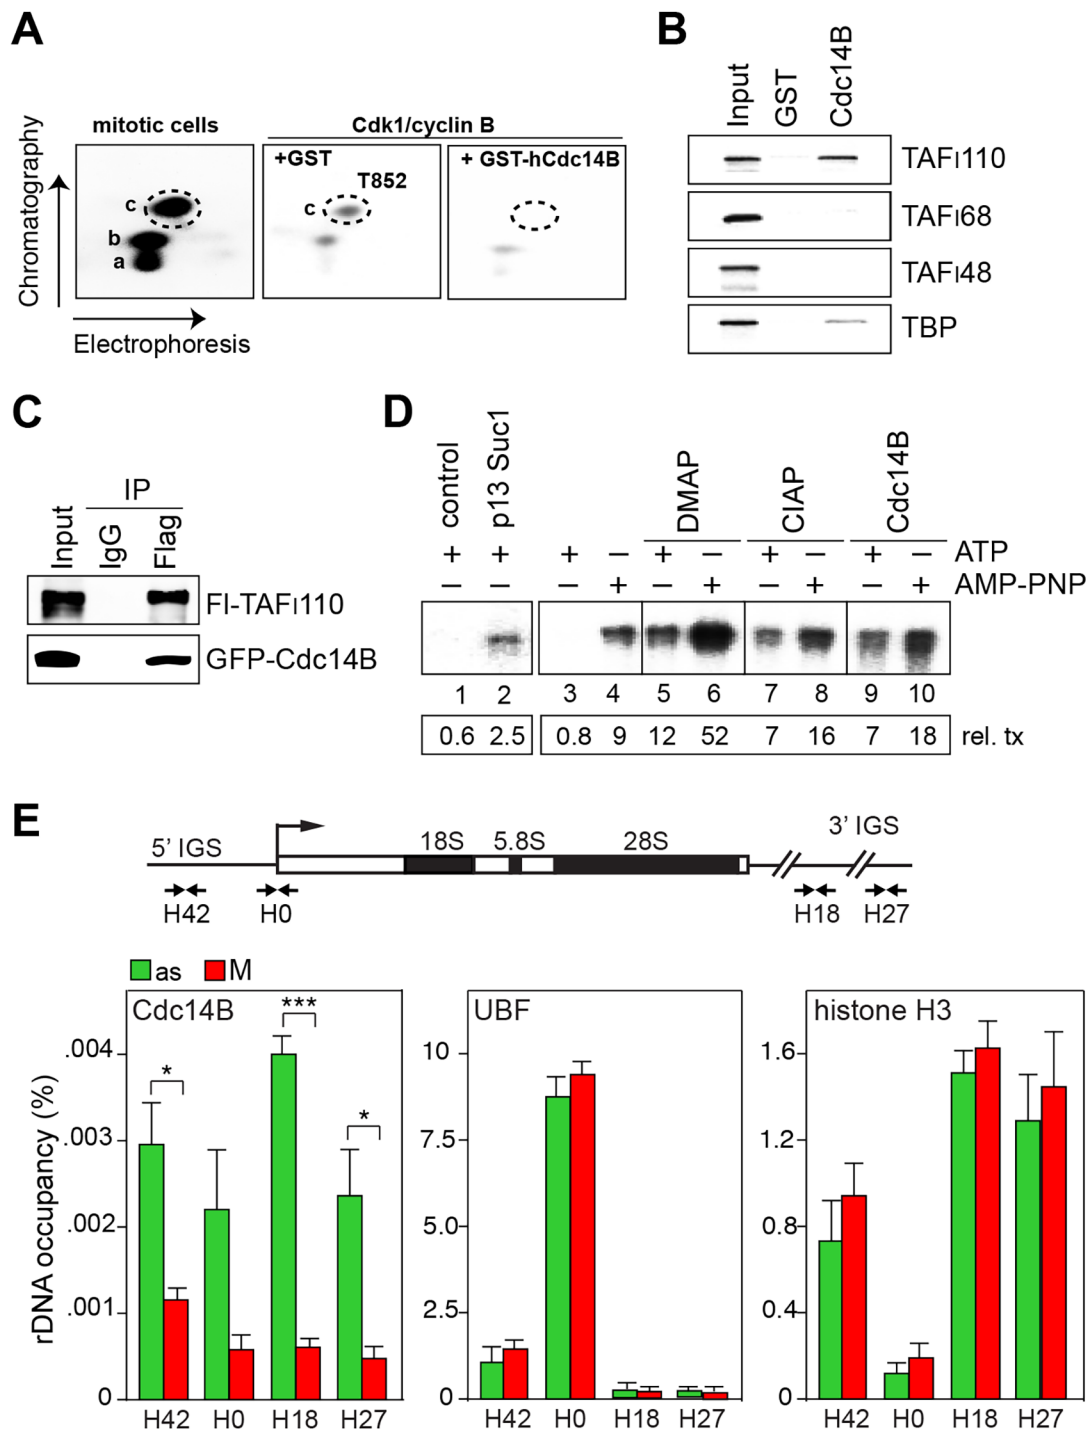 A
mitotic cells
Cdk1/cyclin B
+GST
T852
+ GST-hCdc14B
c
b
a
c
Chromatography
Electrophoresis
B
Input
GST
Cdc14B
TAFI110
TAFI68
TAFI48
TBP
C
IP
Input
IgG
Flag
Fl-TAFI110
GFP-Cdc14B
D
control
p13 Suc1
DMAP
CIAP
Cdc14B
+ + + – + – + – + – ATP
– – – + – + – + – + AMP-PNP
1 2 3 4 5 6 7 8 9 10
0.6 2.5 0.8 9 12 52 7 16 7 18 rel. tx
E
5' IGS
18S
5.8S
28S
3' IGS
H42
H0
H18
H27
as
M
rDNA occupancy (%)
Cdc14B
.004
.003
.002
.001
0
*
***
*
H42 H0 H18 H27
UBF
10
7.5
5.0
2.5
0
H42 H0 H18 H27
histone H3
1.6
1.2
0.8
0.4
0
H42 H0 H18 H27